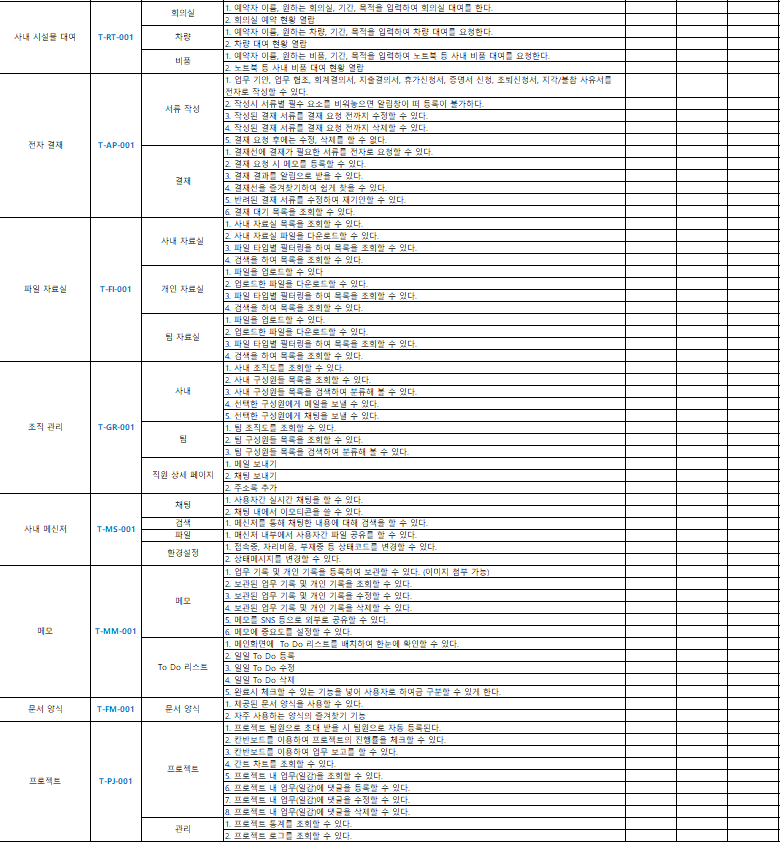 사내 시설물 대여
T-RT-001
회의실
1. 예약자 이름, 원하는 회의실, 기간, 목적을 입력하여 회의실 대여를 한다.
2. 회의실 예약 현황 열람
차량
1. 예약자 이름, 원하는 차량, 기간, 목적을 입력하여 차량 대여를 요청한다.
2. 차량 대여 현황 열람
비품
1. 예약자 이름, 원하는 비품, 기간, 목적을 입력하여 노트북 등 사내 비품 대여를 요청한다.
2. 노트북 등 사내 비품 대여 현황 열람
전자 결재
T-AP-001
서류 작성
1. 업무 기안, 업무 협조, 회계결의서, 지출결의서, 휴가신청서, 증명서 신청, 조퇴신청서, 지각/불참 사유서를
전자로 작성할 수 있다.
2. 작성시 서류별 필수 요소를 비워놓으면 알림창이 떠 등록이 불가하다.
3. 작성된 결재 서류를 결재 요청 전까지 수정할 수 있다.
4. 작성된 결재 서류를 결재 요청 전까지 삭제할 수 있다.
5. 결재 요청 후에는 수정, 삭제를 할 수 없다.
결재
1. 결재선에 결재가 필요한 서류를 전자로 요청할 수 있다.
2. 결재 요청 시 메모를 등록할 수 있다.
3. 결재 결과를 알림으로 받을 수 있다.
4. 결재선을 즐겨찾기하여 쉽게 찾을 수 있다.
5. 반려된 결재 서류를 수정하여 재기안할 수 있다.
6. 결재 대기 목록을 조회할 수 있다.
파일 자료실
T-FI-001
사내 자료실
1. 사내 자료실 목록을 조회할 수 있다.
2. 사내 자료실 파일을 다운로드할 수 있다.
3. 파일 타입별 필터링을 하여 목록을 조회할 수 있다.
4. 검색을 하여 목록을 조회할 수 있다.
개인 자료실
1. 파일을 업로드할 수 있다
2. 업로드한 파일을 다운로드할 수 있다.
3. 파일 타입별 필터링을 하여 목록을 조회할 수 있다.
4. 검색을 하여 목록을 조회할 수 있다.
팀 자료실
1. 파일을 업로드할 수 있다.
2. 업로드한 파일을 다운로드할 수 있다.
3. 파일 타입별 필터링을 하여 목록을 조회할 수 있다.
4. 검색을 하여 목록을 조회할 수 있다.
조직 관리
T-GR-001
사내
1. 사내 조직도를 조회할 수 있다.
2. 사내 구성원들 목록을 조회할 수 있다.
3. 사내 구성원들 목록을 검색하여 분류해 볼 수 있다.
4. 선택한 구성원에게 메일을 보낼 수 있다.
5. 선택한 구성원에게 채팅을 보낼 수 있다.
팀
1. 팀 조직도를 조회할 수 있다.
2. 팀 구성원들 목록을 조회할 수 있다.
3. 팀 구성원들 목록을 검색하여 분류해 볼 수 있다.
직원 상세 페이지
1. 메일 보내기
2. 채팅 보내기
2. 주소록 추가
사내 메신저
T-MS-001
채팅
1. 사용자간 실시간 채팅을 할 수 있다.
2. 채팅 내에서 이모티콘을 쓸 수 있다.
검색
1. 메신저를 통해 채팅한 내용에 대해 검색을 할 수 있다.
파일
1. 매신저 내부에서 사용자간 파일 공유를 할 수 있다.
환경설정
1. 접속중, 자리비움, 부재중 등 상태코드를 변경할 수 있다.
2. 상태메시지를 변경할 수 있다.
메모
T-MM-001
메모
1. 업무 기록 및 개인 기록을 등록하여 보관할 수 있다. (이미지 첨부 가능)
2. 보관된 업무 기록 및 개인 기록을 조회할 수 있다.
3. 보관된 업무 기록 및 개인 기록을 수정할 수 있다.
4. 보관된 업무 기록 및 개인 기록을 삭제할 수 있다.
5. 메모를 SNS 등으로 외부로 공유할 수 있다.
6. 메모에 중요도를 설정할 수 있다.
To Do 리스트
1. 메인화면에 To Do 리스트를 배치하여 한눈에 확인할 수 있다.
2. 일일 To Do 등록
3. 일일 To Do 수정
4. 일일 To Do 삭제
5. 완료시 체크할 수 있는 기능을 넣어 사용자로 하여금 구분할 수 있게 한다.
문서 양식
T-FM-001
문서 양식
1. 제공된 문서 양식을 사용할 수 있다.
2. 자주 사용하는 양식의 즐겨찾기 기능
프로젝트
T-PJ-001
프로젝트
1. 프로젝트 팀원으로 초대 받을 시 팀원으로 자동 등록된다.
2. 칸반보드를 이용하여 프로젝트의 진행률을 체크할 수 있다.
3. 칸반보드를 이용하여 업무 보고를 할 수 있다.
4. 간트 차트를 조회할 수 있다.
5. 프로젝트 내 업무(일감)을 조회할 수 있다.
6. 프로젝트 내 업무(일감)에 댓글을 등록할 수 있다.
7. 프로젝트 내 업무(일감)에 댓글을 수정할 수 있다.
8. 프로젝트 내 업무(일감)에 댓글을 삭제할 수 있다.
관리
1. 프로젝트 통계를 조회할 수 있다.
2. 프로젝트 로그를 조회할 수 있다.